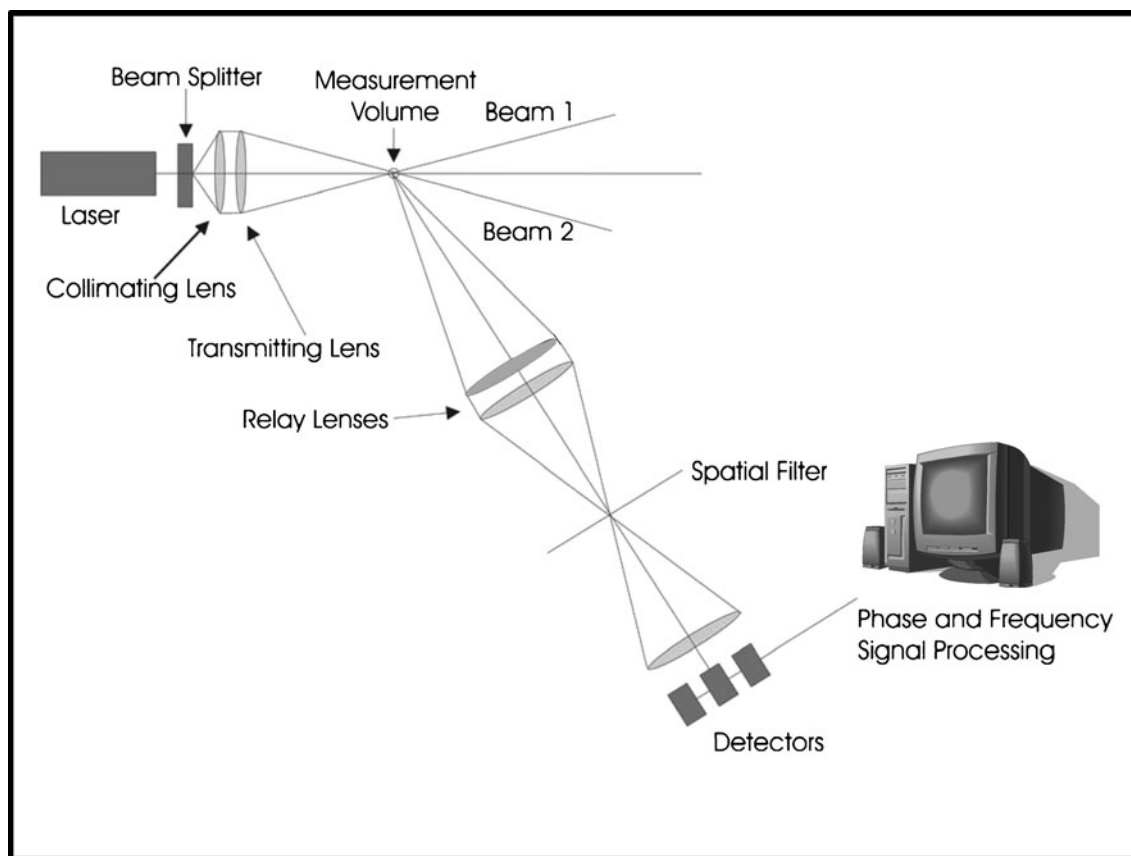 Beam Splitter
Measurement
Volume
Beam 1
Laser
Beam 2
Collimating Lens
Transmitting Lens
Relay Lenses
Spatial Filter
Phase and Frequency
Signal Processing
Detectors